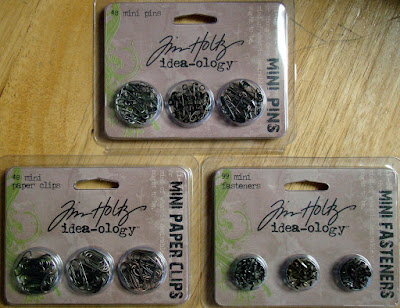 48 mini pins
Tim Holtz
idea-ology
MINI PINS
48 mini
paper clips
Tim Holtz
idea-ology
MINI PAPER CLIPS
99 mini
fasteners
Tim Holtz
idea-ology
MINI FASTENERS